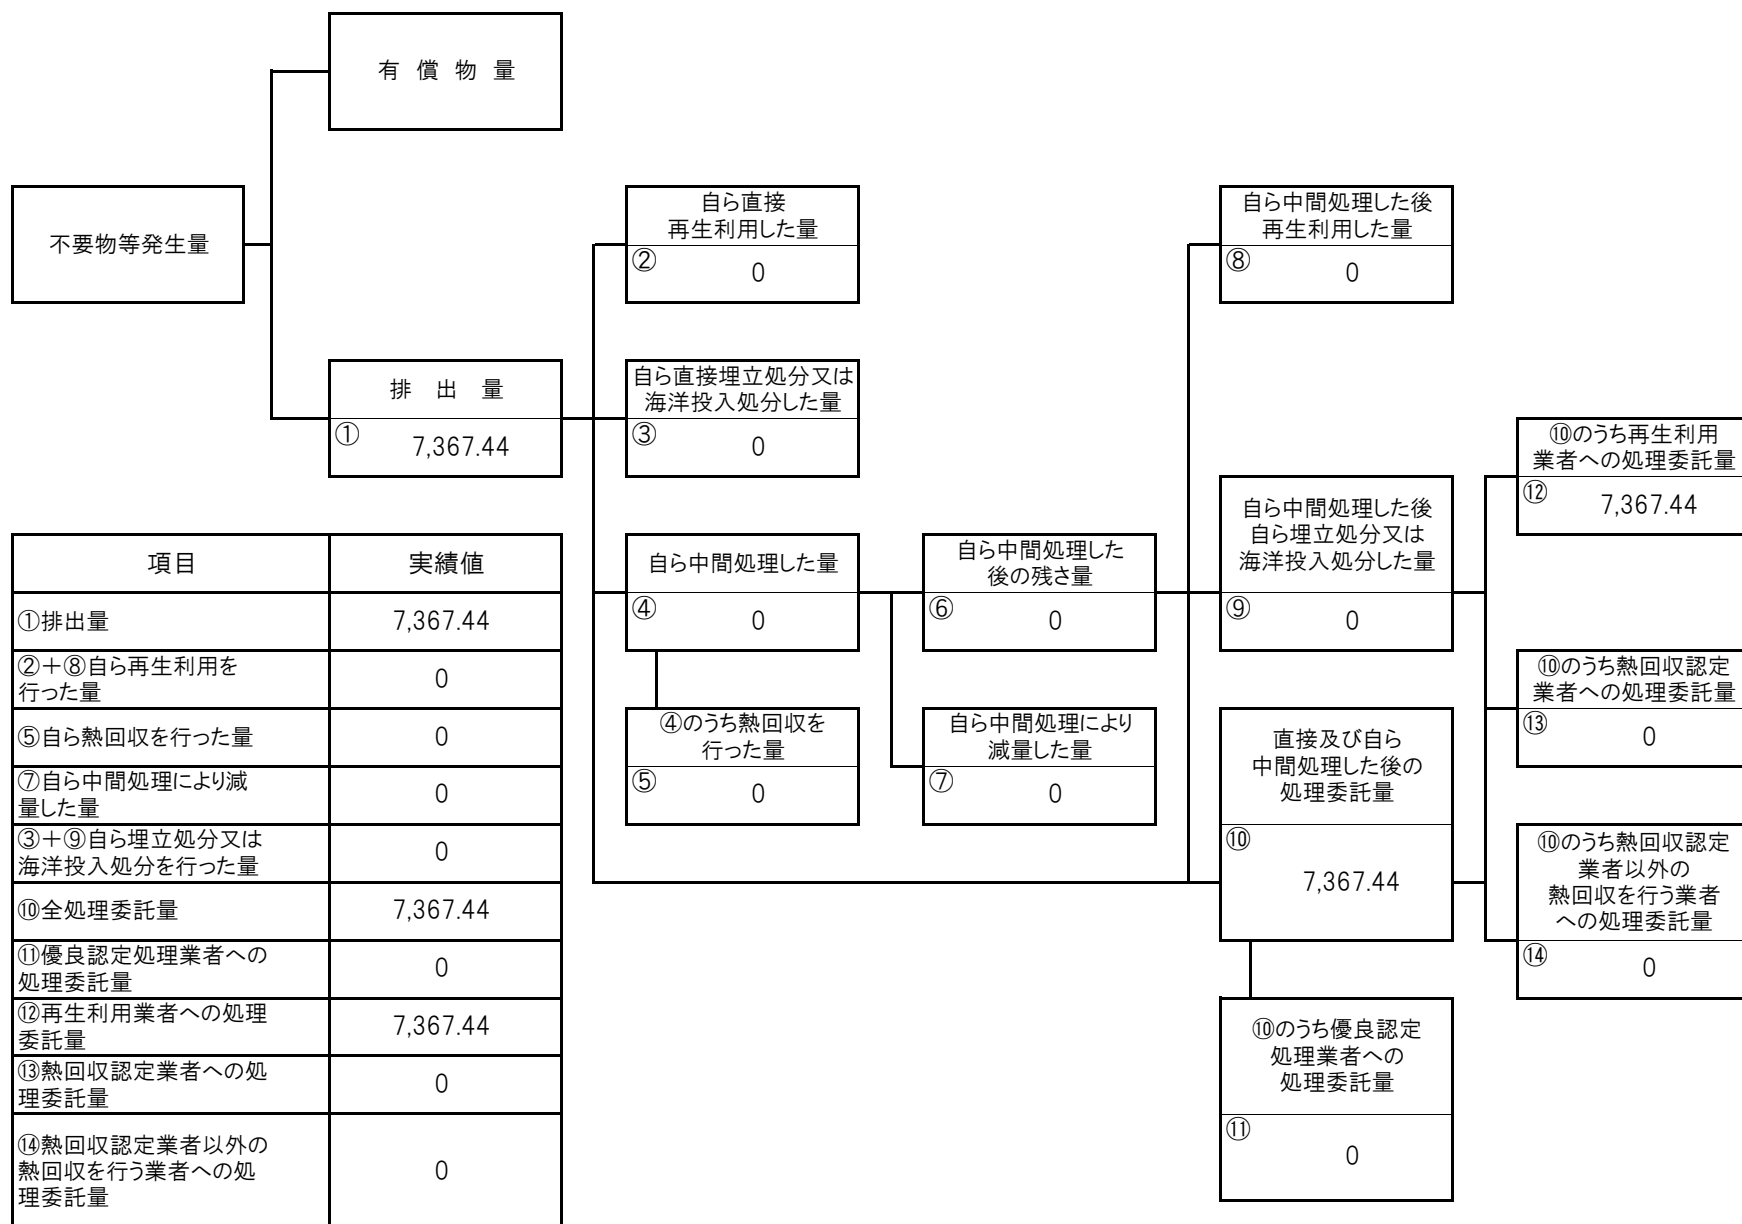 有 償 物 量
不要物等発生量
排 出 量
① 7,367.44
自ら直接
再生利用した量
② 0
自ら直接埋立処分又は
海洋投入処分した量
③ 0
自ら中間処理した量
④ 0
④のうち熱回収を
行った量
⑤ 0
自ら中間処理した
後の残さ量
⑥ 0
自ら中間処理により
減量した量
⑦ 0
自ら中間処理した後
再生利用した量
⑧ 0
自ら中間処理した後
自ら埋立処分又は
海洋投入処分した量
⑨ 0
直接及び自ら
中間処理した後の
処理委託量
⑩
7,367.44
⑩のうち優良認定
処理業者への
処理委託量
⑪
0
⑩のうち再生利用
業者への処理委託量
⑫ 7,367.44
⑩のうち熱回収認定
業者への処理委託量
⑬ 0
⑩のうち熱回収認定
業者以外の
熱回収を行う業者
への処理委託量
⑭ 0
項目 実績値
①排出量 7,367.44
②＋⑧自ら再生利用を
行った量 0
⑤自ら熱回収を行った量 0
⑦自ら中間処理により減
量した量 0
③＋⑨自ら埋立処分又は
海洋投入処分を行った量 0
⑩全処理委託量 7,367.44
⑪優良認定処理業者への
処理委託量 0
⑫再生利用業者への処理
委託量 7,367.44
⑬熱回収認定業者への処
理委託量 0
⑭熱回収認定業者以外の
熱回収を行う業者への処
理委託量 0